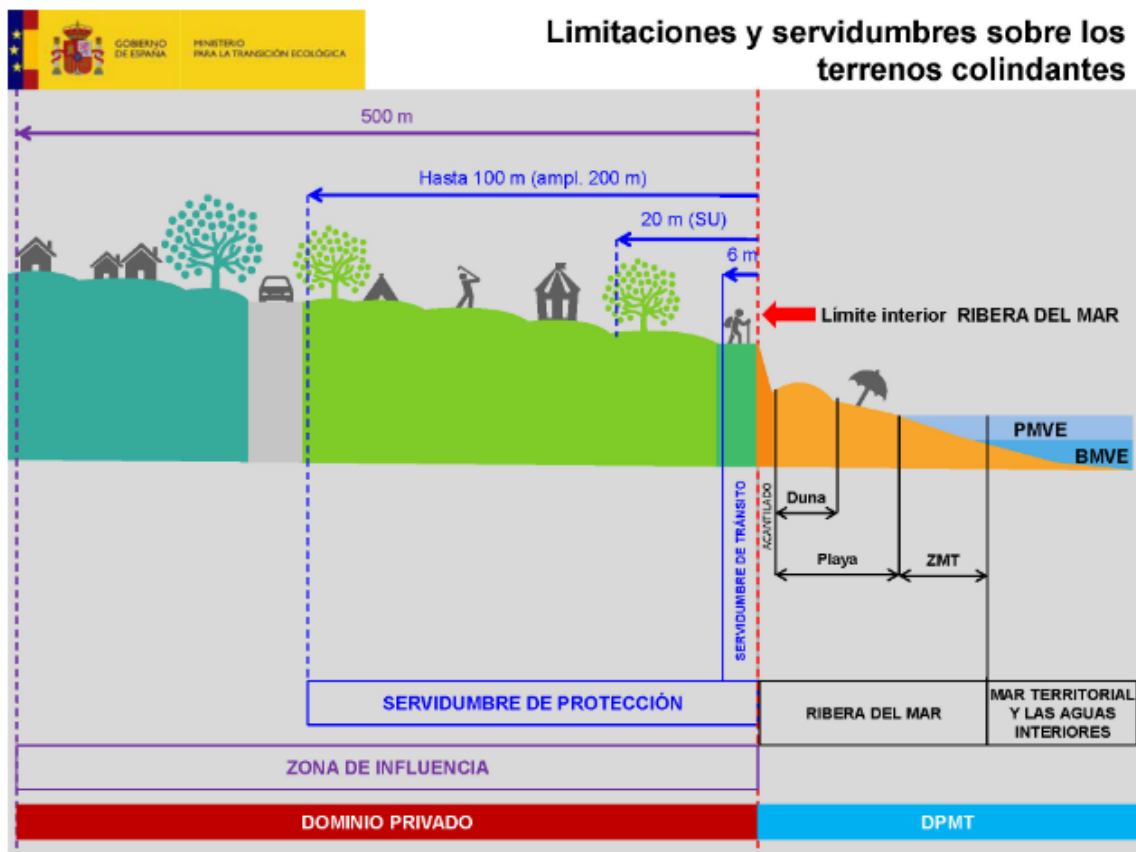 GOBIERNO
DE ESPAÑA
MINISTERIO
PARA LA TRANSICIÓN ECOLÓGICA
Limitaciones y servidumbres sobre los
terrenos colindantes
500 m
Hasta 100 m (ampl. 200 m)
20 m (SU)
6 m
Límite interior RIBERA DEL MAR
PMVE
BMVE
SERVIDUMBRE DE TRÁNSITO
ACANTILADO
Duna
Playa
ZMT
SERVIDUMBRE DE PROTECCIÓN
RIBERA DEL MAR
MAR TERRITORIAL
Y LAS AGUAS
INTERIORES
ZONA DE INFLUENCIA
DOMINIO PRIVADO
DPMT